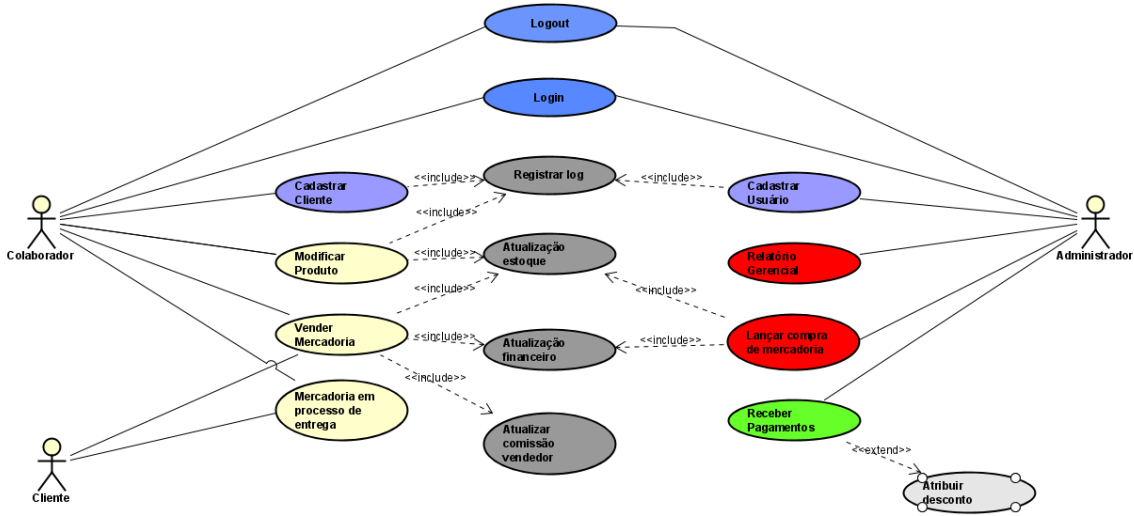 Logout
Login
<<include>>
Registrar log
<<include>>
Cadastrar
Cliente
Cadastrar
Usuário
<<include>>
Colaborador
Administrador
Modificar
Produto
<<include>>
Atualização
estoque
Relatório
Gerencial
<<include>>
<<include>>
Vender
Mercadoria
<<include>>
Atualização
financeiro
<<include>>
Lançar compra
de mercadoria
<<include>>
Mercadoria em
processo de
entrega
Atualizar
comissão
vendedor
Receber
Pagamentos
<<extend>>
Cliente
Atribuir
desconto